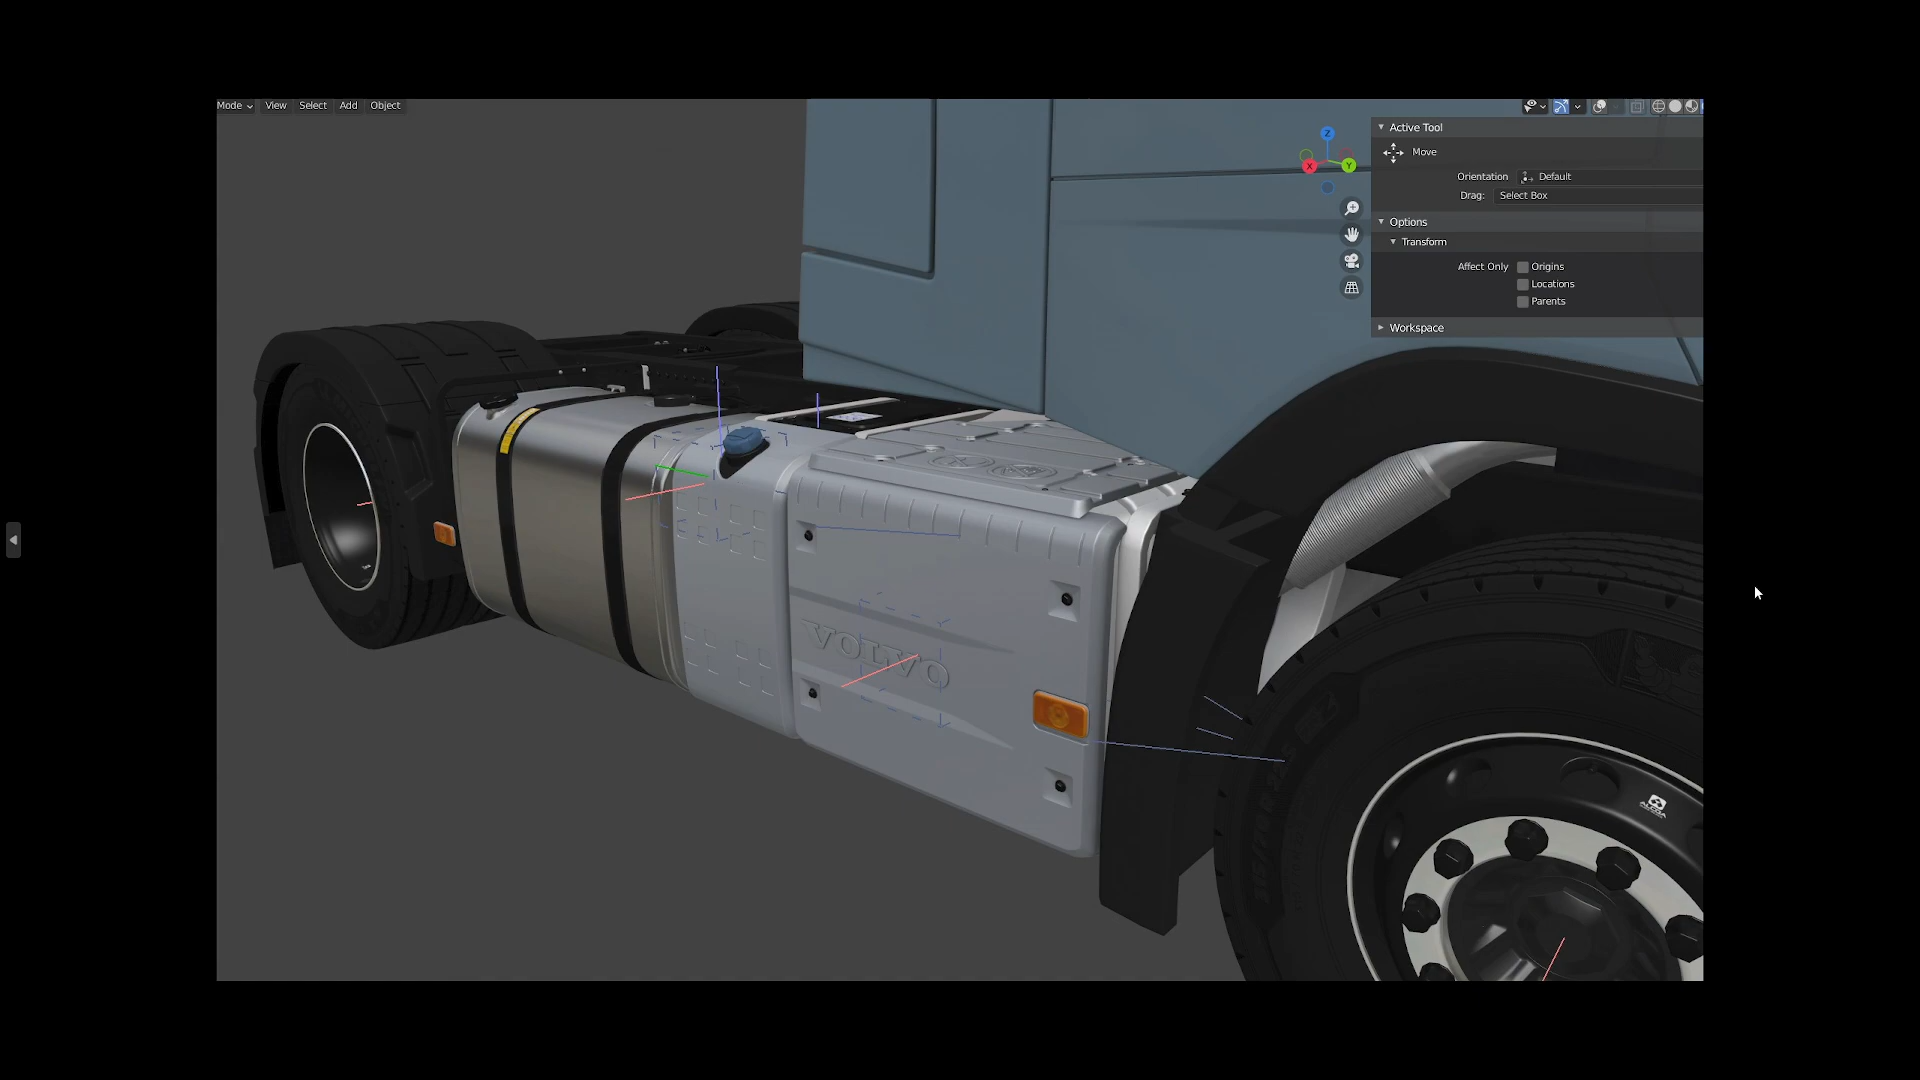 Mode View Select Add Object
Active Tool
Move
Orientation Default
Drag: Select Box
Options
Transform
Affect Only Origins
Locations
Parents
Workspace
Z
X
Y
VOLVO
ALCOA